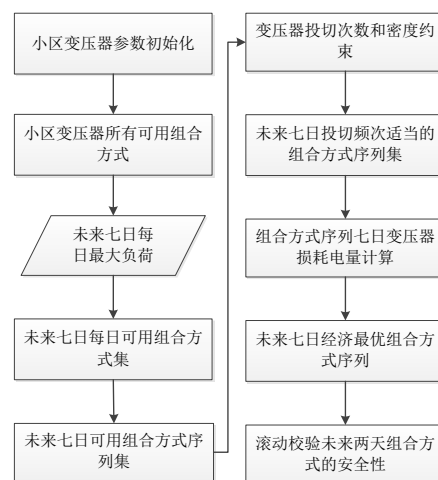 小区变压器参数初始化
小区变压器所有可用组合
方式
未来七日每
日最大负荷
未来七日每日可用组合方
式集
未来七日可用组合方式序
列集
变压器投切次数和密度约
束
未来七日投切频次适当的
组合方式序列集
组合方式序列七日变压器
损耗电量计算
未来七日经济最优组合方
式序列
滚动校验未来两天组合方
式的安全性